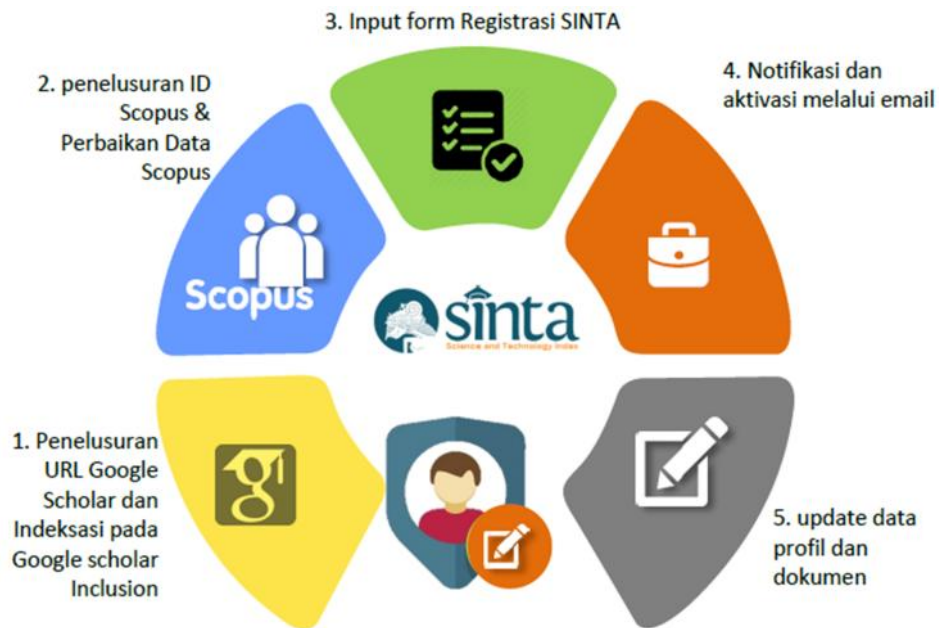 3. Input form Registrasi SINTA
2. penelusuran ID
Scopus &
Perbaikan Data
Scopus
4. Notifikasi dan
aktivasi melalui email
Scopus
sinta
Science and Technology Index
1. Penelusuran
URL Google
Scholar dan
Indeksasi pada
Google scholar
Inclusion
g
5. update data
profil dan
dokumen